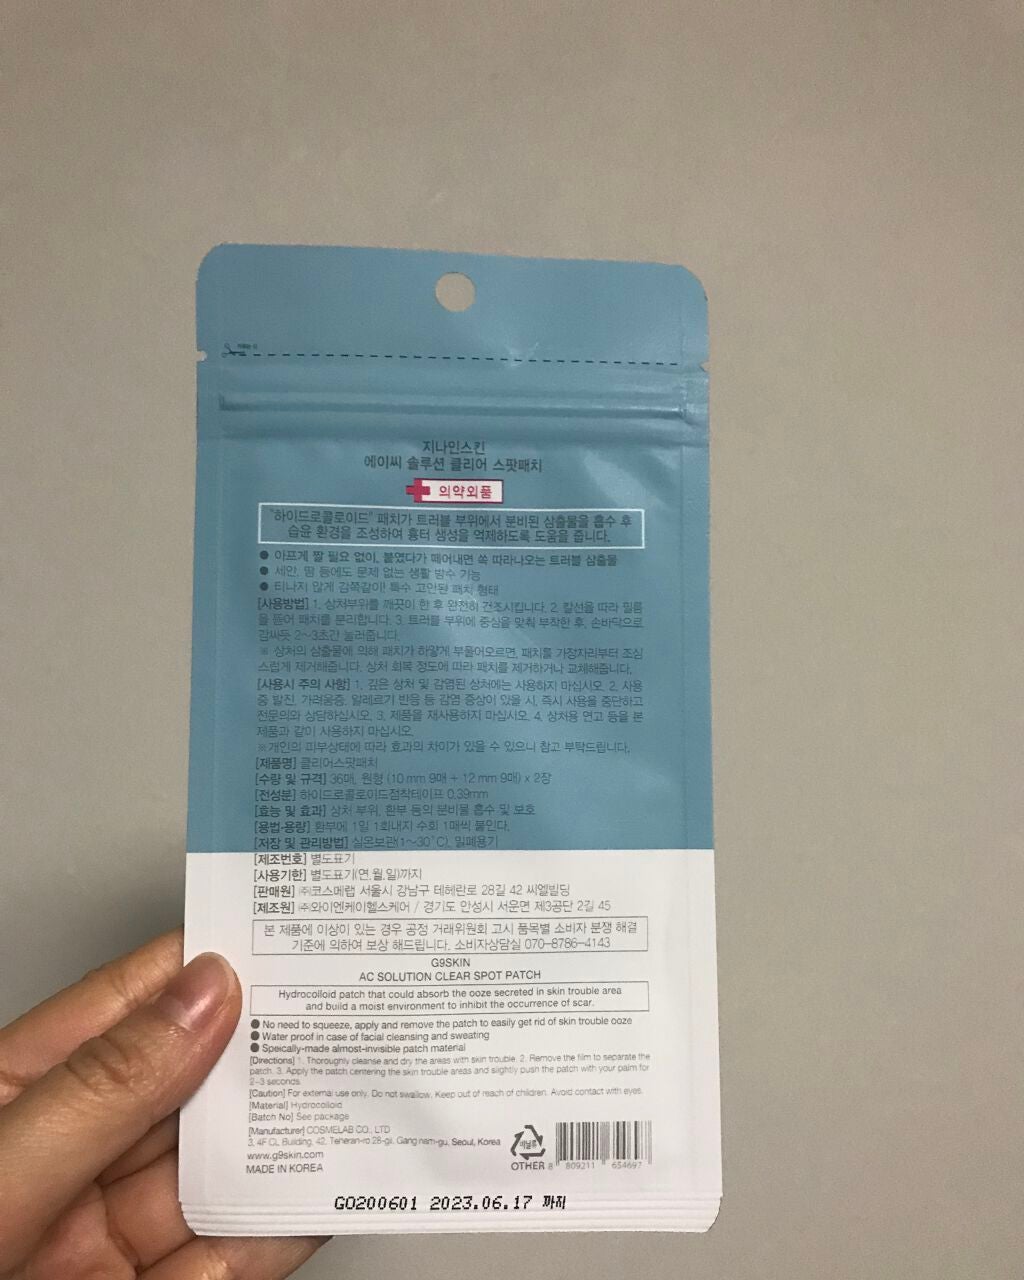 지나인스킨
에이씨 솔루션 클리어 스팟패치
의약외품
"하이드로콜로이드" 패치가 트러블 부위에서 분비된 삼출물을 흡수 후
습윤 환경을 조성하여 흉터 생성을 억제하도록 도움을 줍니다.
● 아프게 짤 필요 없이, 붙였다가 떼어내면 쏙 따라나오는 트러블 삼출물
● 세안, 땀 등에도 문제 없는 생활 방수 가능
● 티나지 않게 감쪽같이! 특수 고안된 패치 형태
[사용방법] 1. 상처부위를 깨끗이 한 후 완전히 건조시킵니다. 2. 칼선을 따라 필름
을 뜯어 패치를 분리합니다. 3. 트러블 부위에 중심을 맞춰 부착한 후, 손바닥으로
감싸듯 2~3초간 눌러줍니다.
※ 상처의 삼출물에 의해 패치가 하얗게 부풀어오르면, 패치를 가장자리부터 조심
스럽게 제거해줍니다. 상처 회복 정도에 따라 패치를 제거하거나 교체해줍니다.
[사용시 주의 사항] 1. 깊은 상처 및 감염된 상처에는 사용하지 마십시오. 2. 사용
중 발진, 가려움증, 알레르기 반응 등 감염 증상이 있을 시, 즉시 사용을 중단하고
전문의와 상담하십시오. 3. 제품을 재사용하지 마십시오. 4. 상처용 연고 등을 본
제품과 같이 사용하지 마십시오.
※개인의 피부상태에 따라 효과의 차이가 있을 수 있으니 참고 부탁드립니다.
[제품명] 클리어스팟패치
[수량 및 규격] 36매, 원형 (10 mm 9매 + 12 mm 9매) x 2장
[전성분] 하이드로콜로이드점착테이프 0.39mm
[효능 및 효과] 상처 부위, 환부 등의 분비물 흡수 및 보호
[용법·용량] 환부에 1일 1회내지 수회 1매씩 붙인다.
[저장 및 관리방법] 실온보관(1~30°C), 밀폐용기
[제조번호] 별도표기
[사용기한] 별도표기(연,월,일)까지
[판매원] ㈜코스메랩 서울시 강남구 테헤란로 28길 42 씨엘빌딩
[제조원] ㈜와이엔케이헬스케어 / 경기도 안성시 서운면 제3공단 2길 45
본 제품에 이상이 있는 경우 공정 거래위원회 고시 품목별 소비자 분쟁 해결
기준에 의하여 보상 해드립니다. 소비자상담실 070-8786-4143
G9SKIN
AC SOLUTION CLEAR SPOT PATCH
Hydrocolloid patch that could absorb the ooze secreted in skin trouble area
and build a moist environment to inhibit the occurrence of scar.
● No need to squeeze, apply and remove the patch to easily get rid of skin trouble ooze
● Water proof in case of facial cleansing and sweating
● Speically-made almost-invisible patch material
[Directions] 1. Thoroughly cleanse and dry the areas with skin trouble. 2. Remove the film to separate the
patch. 3. Apply the patch centering the skin trouble areas and slightly push the patch with your palm for
2~3 seconds.
[Caution] For external use only. Do not swallow. Keep out of reach of children. Avoid contact with eyes.
[Material] Hydrocolloid
[Batch No] See package
[Manufacturer] COSMELAB CO., LTD
3, 4F CL Building, 42, Teheran-ro 28-gil, Gangnam-gu, Seoul, Korea
www.g9skin.com
MADE IN KOREA
비닐류
OTHER
8 809211 654697
GO200601 2023.06.17 까지